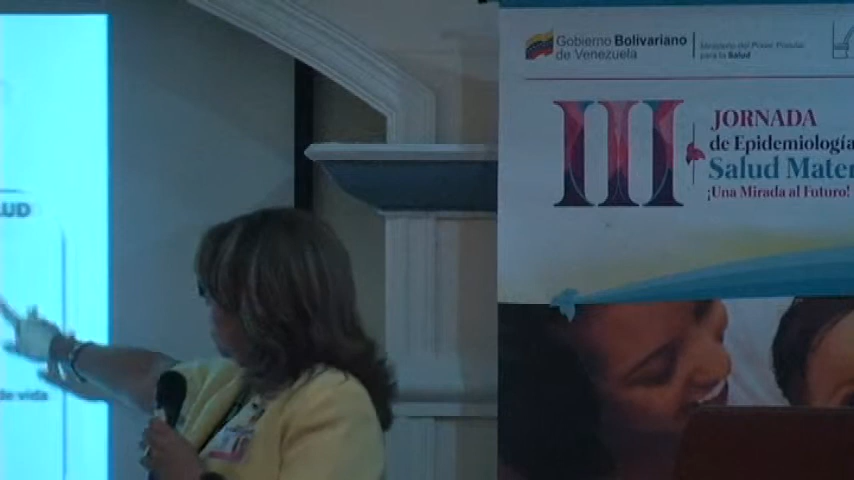 Gobierno Bolivariano
de Venezuela
Ministerio del Poder Popular
para la Salud
III
JORNADA
de Epidemiología
Salud Mater
¡Una Mirada al Futuro!
LUD
de vida